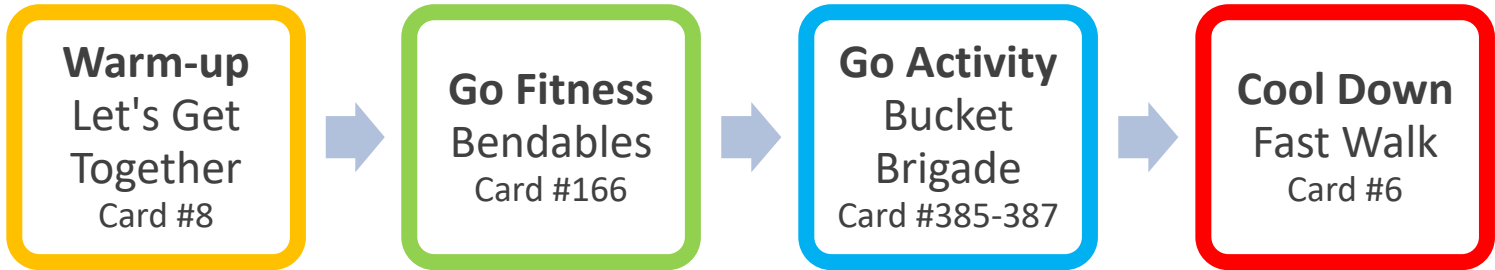 Warm-up
Let's Get
Together
Card #8
Go Fitness
Bendables
Card #166
Go Activity
Bucket
Brigade
Card #385-387
Cool Down
Fast Walk
Card #6